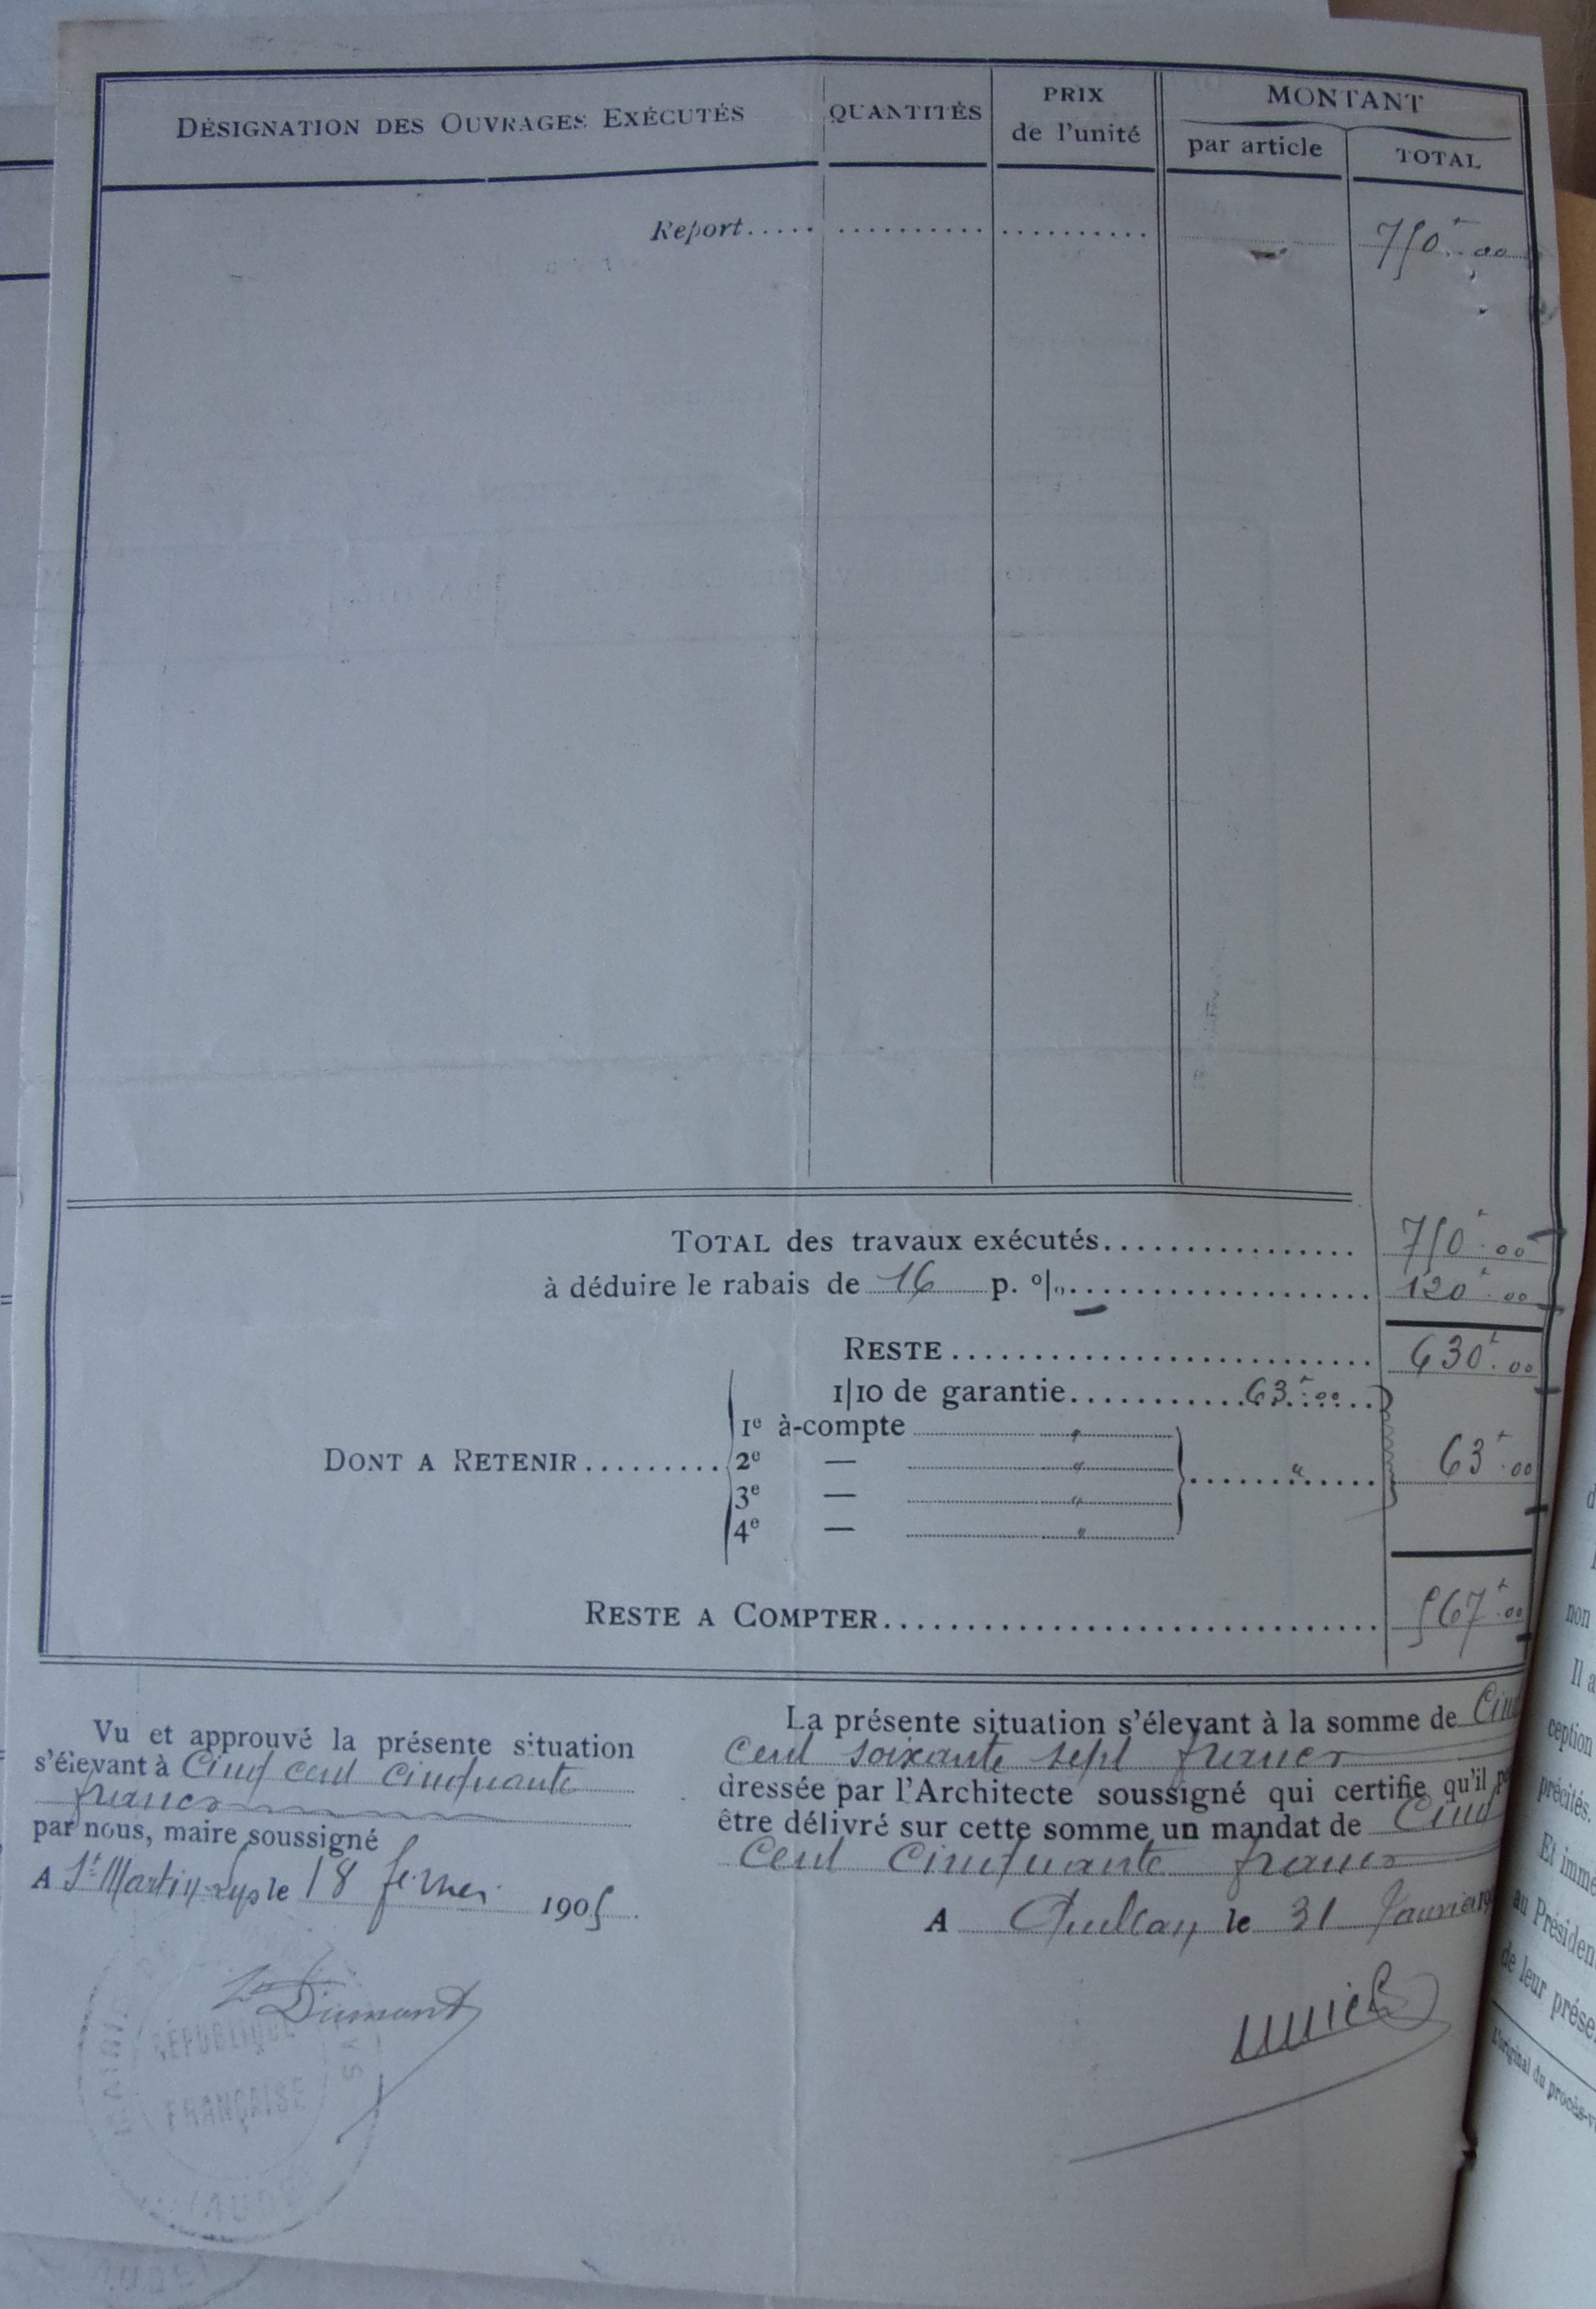 DÉSIGNATION DES OUVRAGES EXÉCUTÉS
QUANTITÉS
PRIX
de l'unité
MONTANT
par article
TOTAL
Report..... .......... .......... 750f.00
TOTAL des travaux exécutés................ 750f.00
à déduire le rabais de 16 p. %.................... 120f.00
RESTE.......................... 630f.00
1/10 de garantie...........63f.00....
1e à-compte "
DONT A RETENIR......... 2e — " ......"..... 63f.00
3e — "
4e — "
RESTE A COMPTER............................... 567f.00
Vu et approuvé la présente situation
s'élevant à Cinq cent cinquante
francs
par nous, maire soussigné
A St Martin Lys le 18 février 1905
Dumont
La présente situation s'élevant à la somme de Cinq
Cent soixante sept francs
dressée par l'Architecte soussigné qui certifie qu'il
être délivré sur cette somme un mandat de Cinq
Cent Cinquante francs
A Quillan, le 31 Janvier 19
RÉPUBLIQUE
FRANÇAISE
AUDE
non
Il a
ception
précités.
Et imm
au Présiden
de leur prése
L'original du procès-v